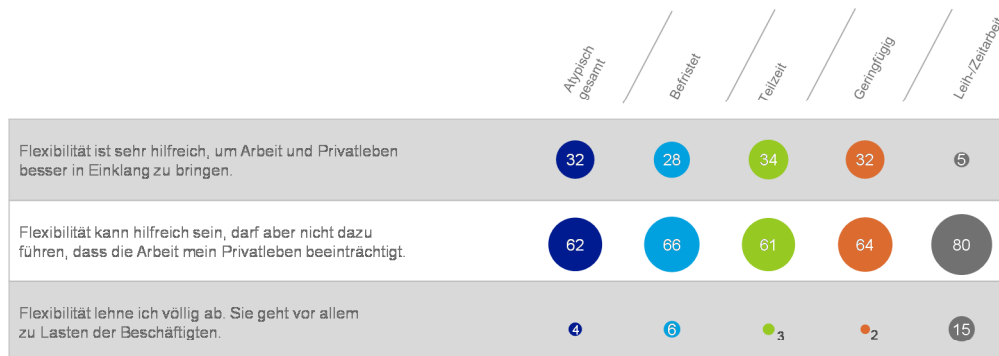 Atypisch
gesamt
Befristet
Teilzeit
Geringfügig
Leih-/Zeitarbeit
Flexibilität ist sehr hilfreich, um Arbeit und Privatleben
besser in Einklang zu bringen.
32 28 34 32 5
Flexibilität kann hilfreich sein, darf aber nicht dazu
führen, dass die Arbeit mein Privatleben beeinträchtigt.
62 66 61 64 80
Flexibilität lehne ich völlig ab. Sie geht vor allem
zu Lasten der Beschäftigten.
4 6 3 2 15